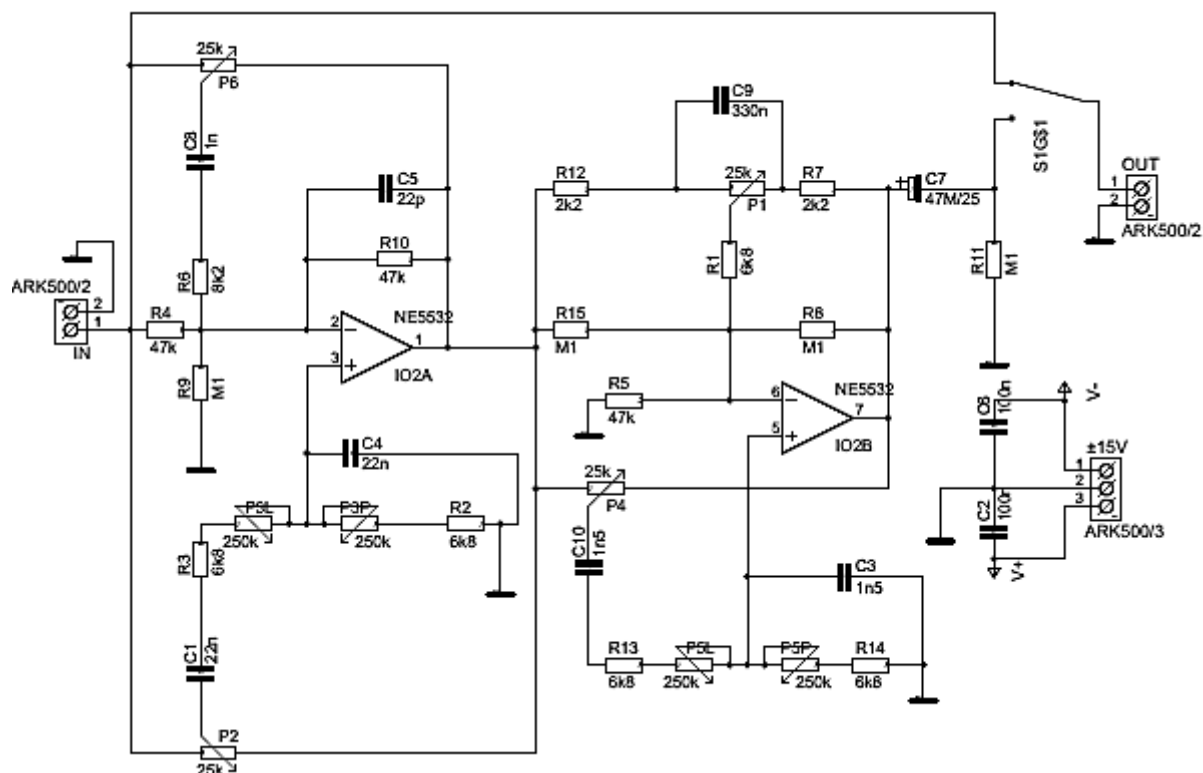 25k
P6
C8
1n
C5
22p
R10
47k
R6
8k2
ARK500/2
2
1
IN
R4
47k
R9
M1
2
3
1
NE5532
IO2A
C9
330n
R12
2k2
25k
P1
R7
2k2
C7
47M/25
+
R1
6k8
S1G$1
OUT
1
2
ARK500/2
R11
M1
R15
M1
R8
M1
R5
47k
6
5
7
NE5532
IO2B
C4
22n
P3L
250k
P3P
250k
R2
6k8
R3
6k8
C1
22n
P2
25k
25k
P4
C10
1n5
C3
1n5
R13
6k8
P5L
250k
P5P
250k
R14
6k8
C6
100n
V-
±15V
1
2
3
ARK500/3
C2
100n
V+